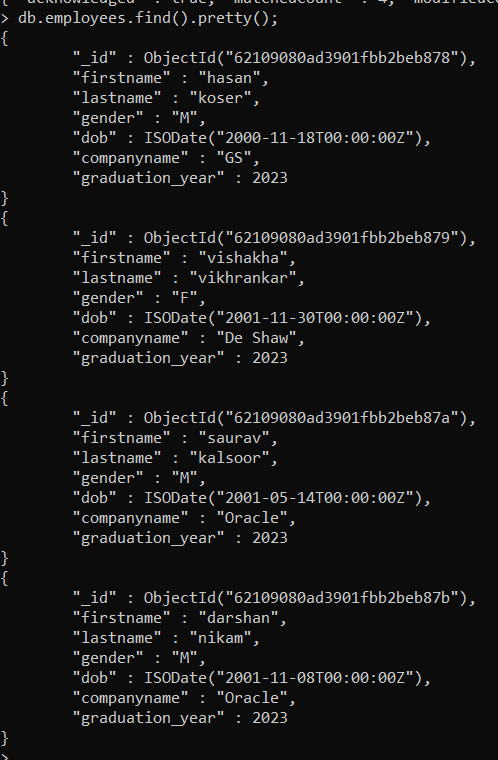 { "acknowledged" : true, "matchedCount" : 4, "modifiedC
> db.employees.find().pretty();
{
"_id" : ObjectId("62109080ad3901fbb2beb878"),
"firstname" : "hasan",
"lastname" : "koser",
"gender" : "M",
"dob" : ISODate("2000-11-18T00:00:00Z"),
"companyname" : "GS",
"graduation_year" : 2023
}
{
"_id" : ObjectId("62109080ad3901fbb2beb879"),
"firstname" : "vishakha",
"lastname" : "vikhrankar",
"gender" : "F",
"dob" : ISODate("2001-11-30T00:00:00Z"),
"companyname" : "De Shaw",
"graduation_year" : 2023
}
{
"_id" : ObjectId("62109080ad3901fbb2beb87a"),
"firstname" : "saurav",
"lastname" : "kalsoor",
"gender" : "M",
"dob" : ISODate("2001-05-14T00:00:00Z"),
"companyname" : "Oracle",
"graduation_year" : 2023
}
{
"_id" : ObjectId("62109080ad3901fbb2beb87b"),
"firstname" : "darshan",
"lastname" : "nikam",
"gender" : "M",
"dob" : ISODate("2001-11-08T00:00:00Z"),
"companyname" : "Oracle",
"graduation_year" : 2023
}
>